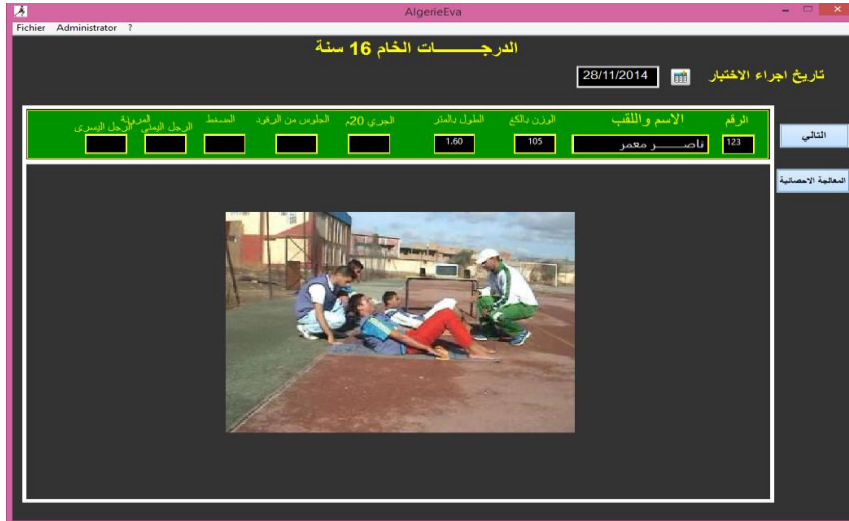 AlgerieEva
Fichier Administrator ?
الدرجـــــــات الخام 16 سنة
تاريخ اجراء الاختبار 28/11/2014
الرقم الاسم واللقب الوزن بالكغ الطول بالمتر الجري 20م الجلوس من الرقود الضغط المرونة
الرجل اليمنى الرجل اليسرى
123 ناصـــــر معمر 105 1.60
التالي
المعالجة الاحصائية